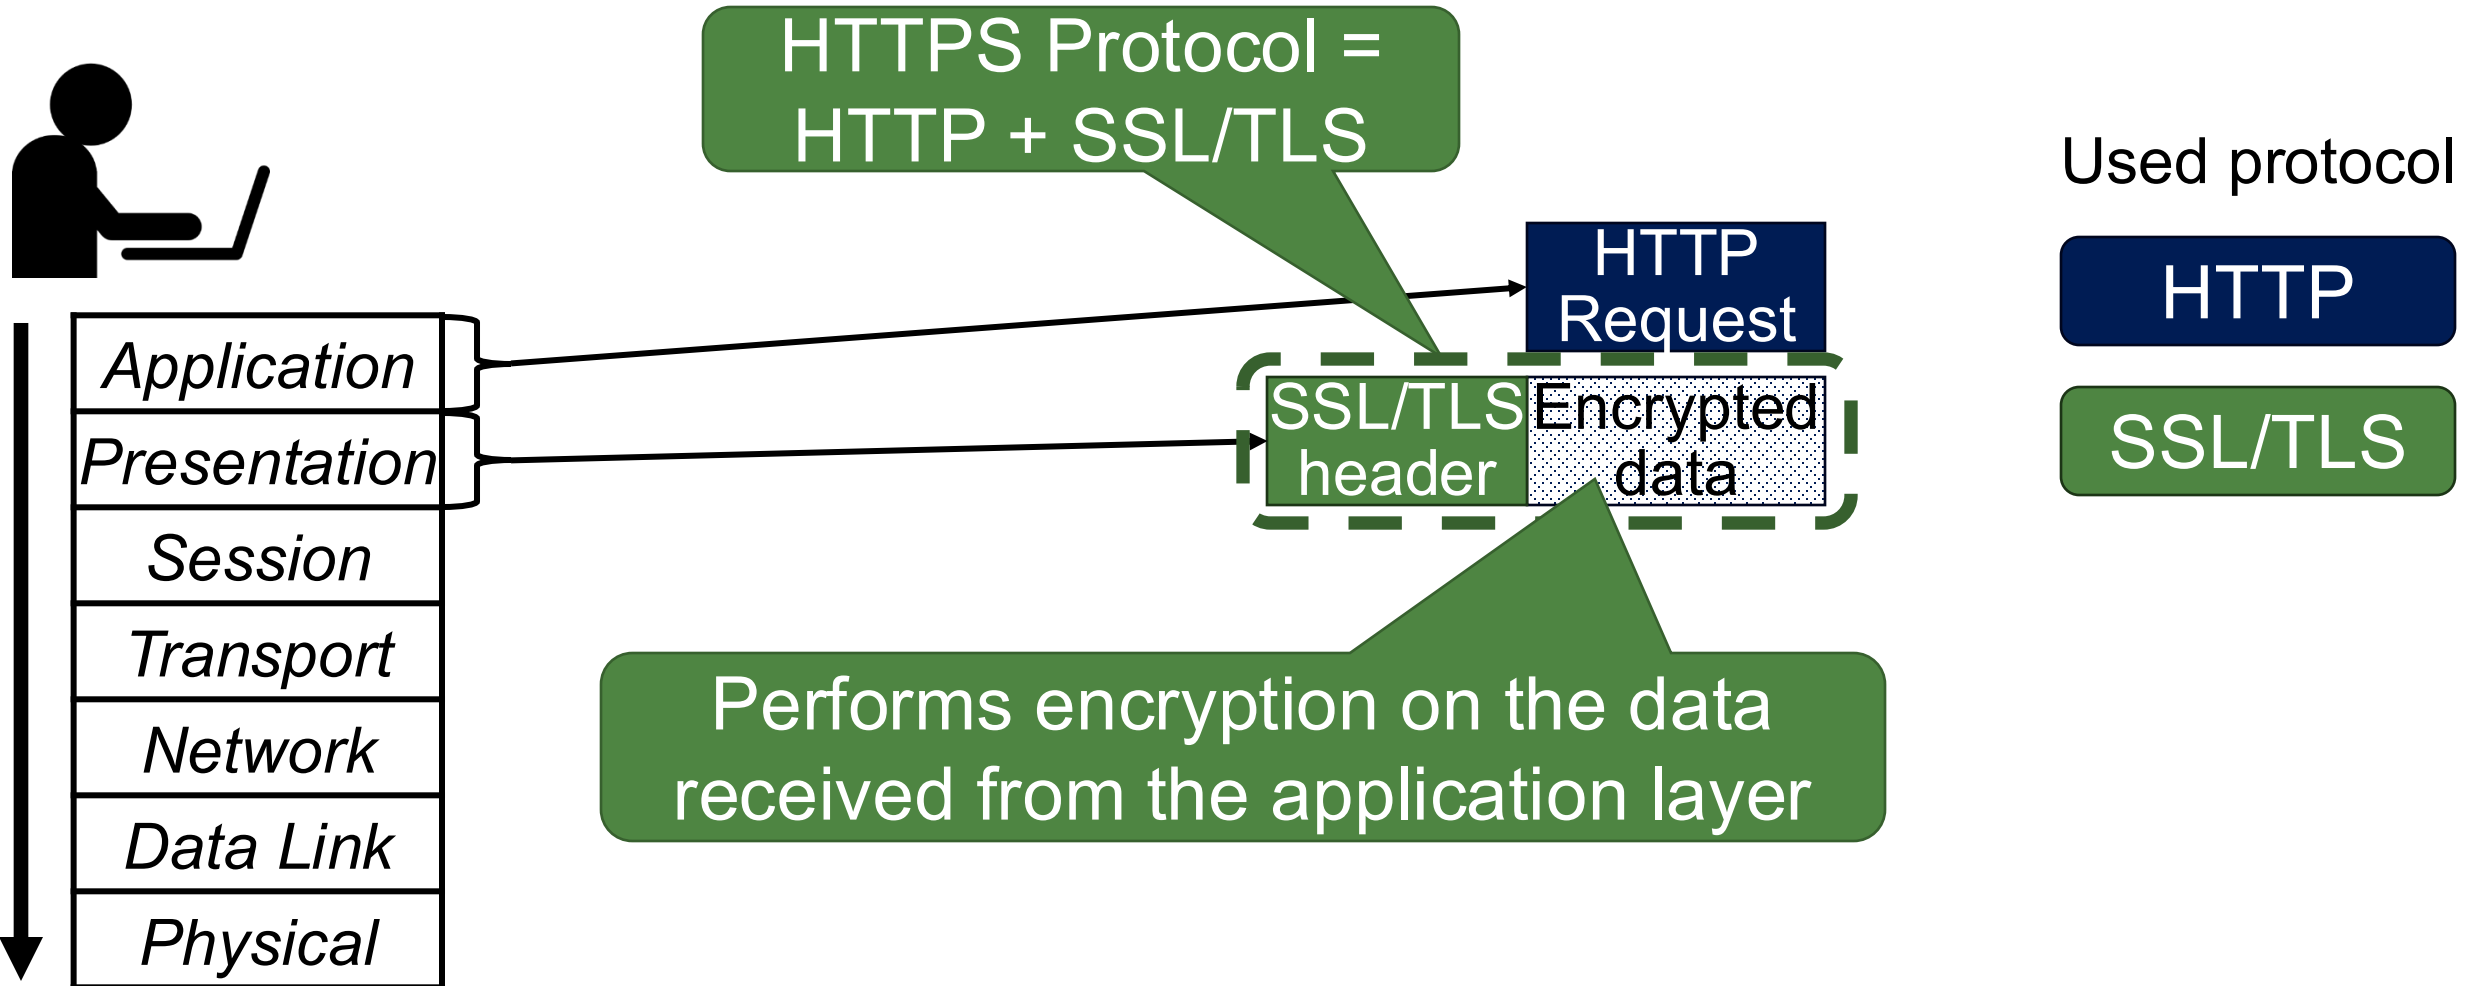 HTTPS Protocol =
HTTP + SSL/TLS
Used protocol
HTTP
Request
HTTP
Application
SSL/TLS
header
Encrypted
data
SSL/TLS
Presentation
Session
Transport
Performs encryption on the data
received from the application layer
Network
Data Link
Physical